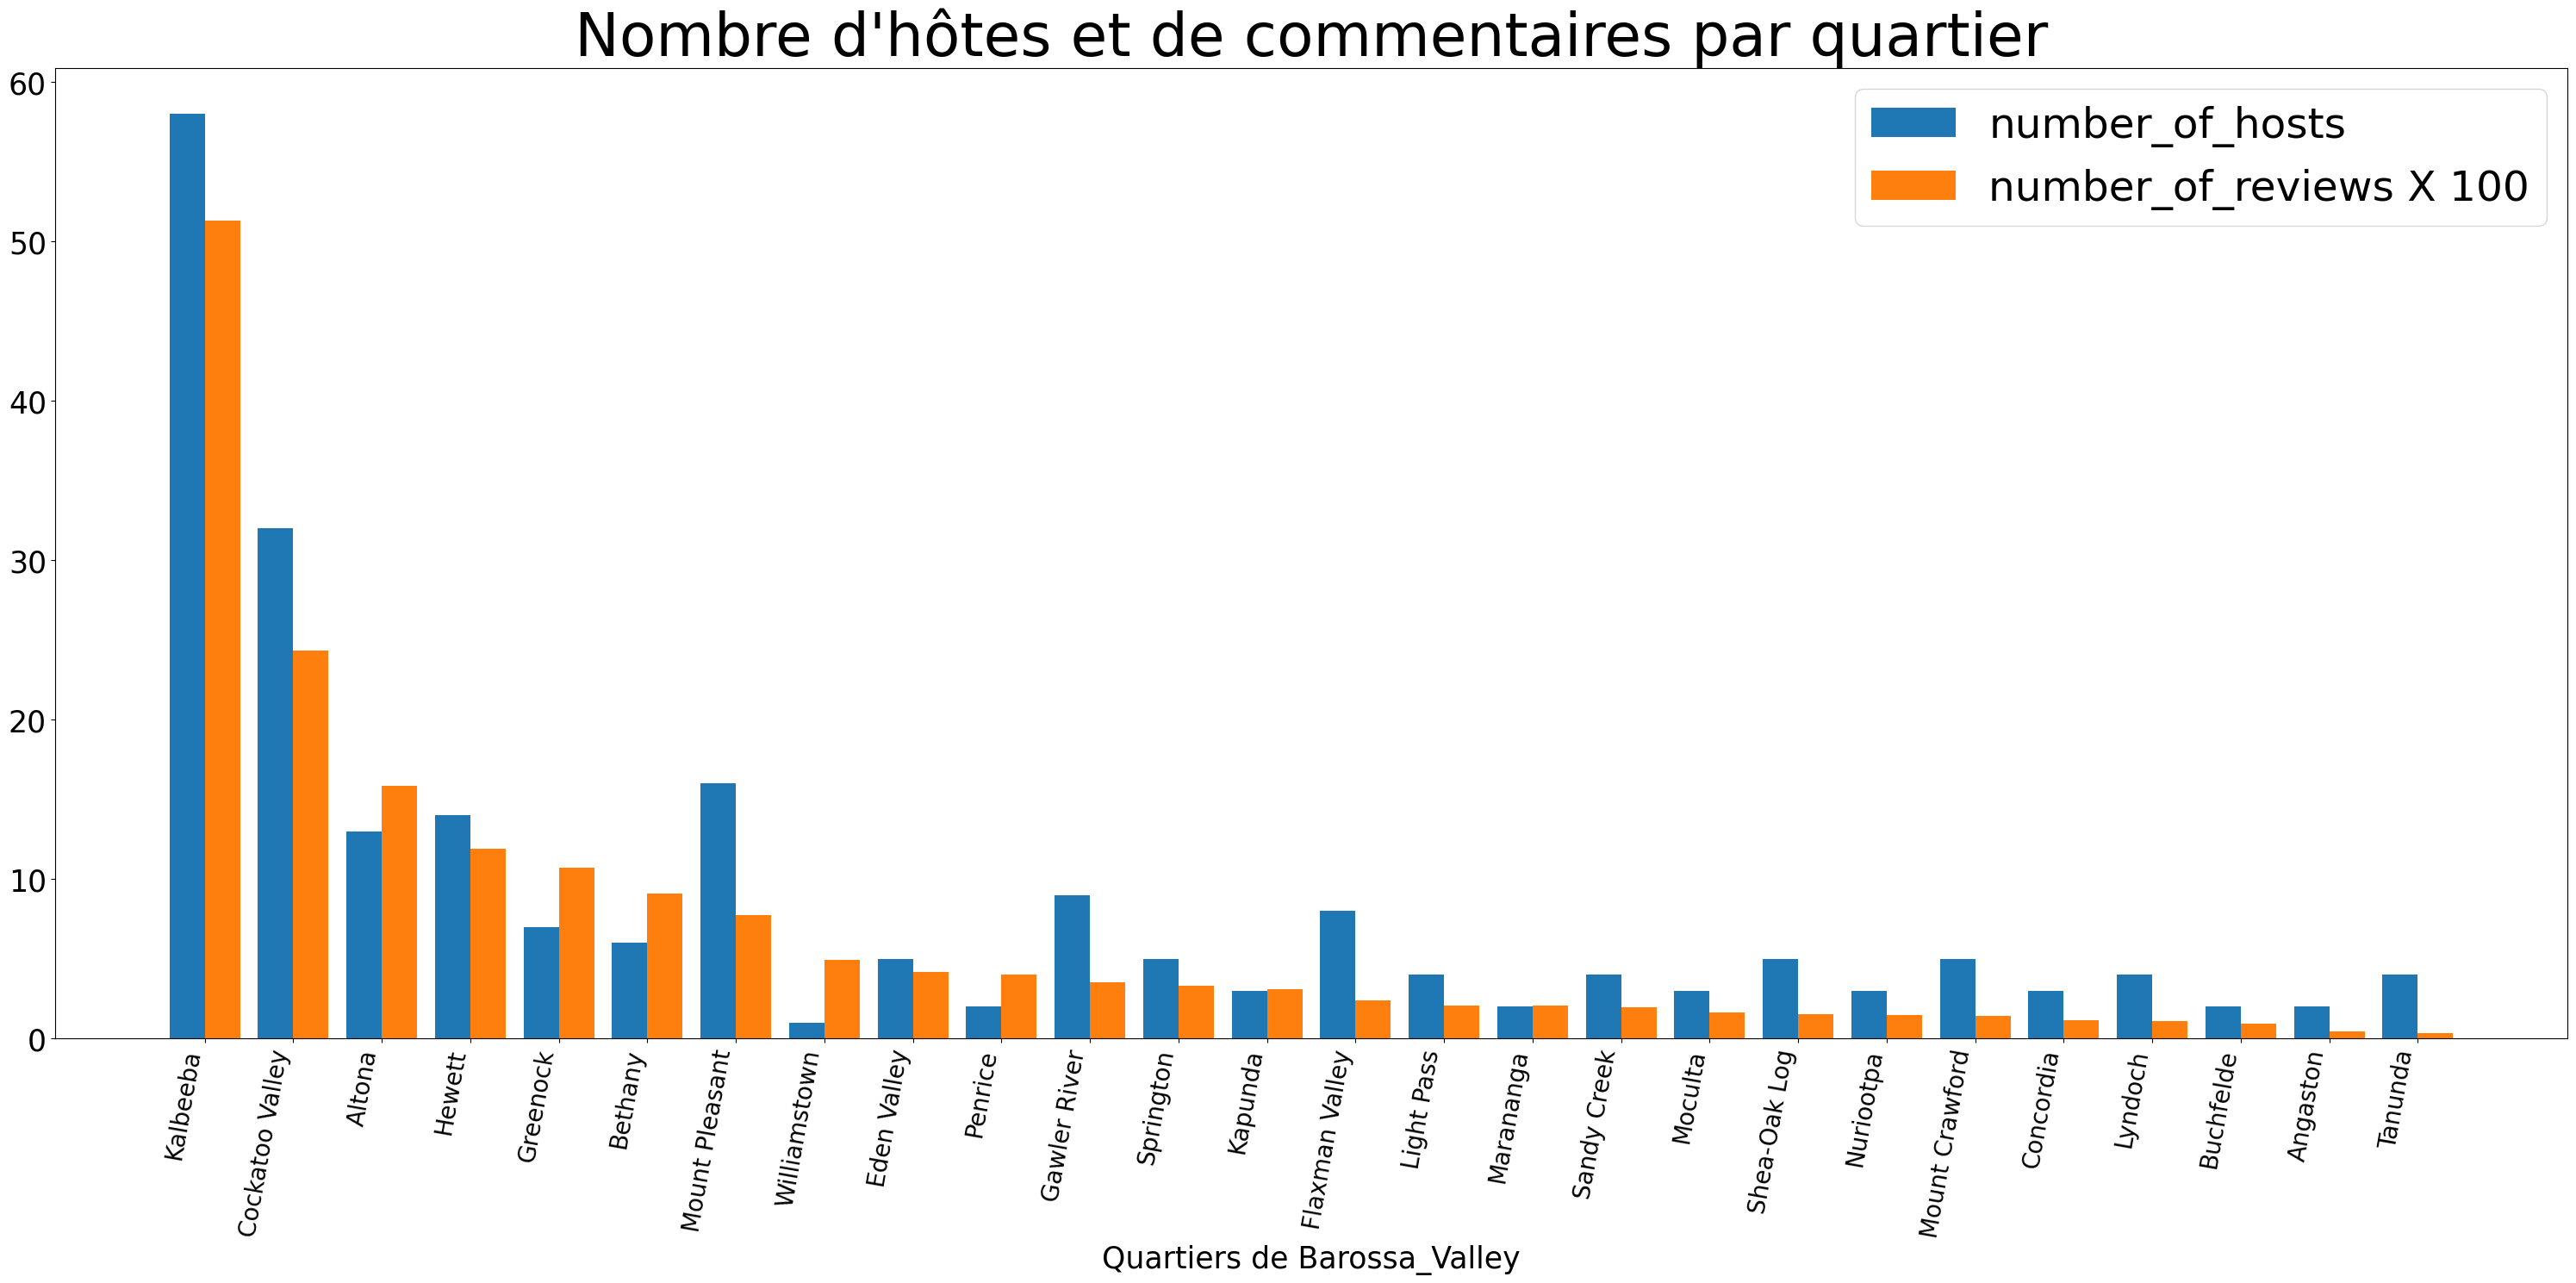 Nombre d'hôtes et de commentaires par quartier
60
50
40
30
20
10
0
number_of_hosts
number_of_reviews X 100
Kalbeeba
Cockatoo Valley
Altona
Hewett
Greenock
Bethany
Mount Pleasant
Williamstown
Eden Valley
Penrice
Gawler River
Springton
Kapunda
Flaxman Valley
Light Pass
Marananga
Sandy Creek
Moculta
Shea-Oak Log
Nuriootpa
Mount Crawford
Concordia
Lyndoch
Buchfelde
Angaston
Tanunda
Quartiers de Barossa_Valley